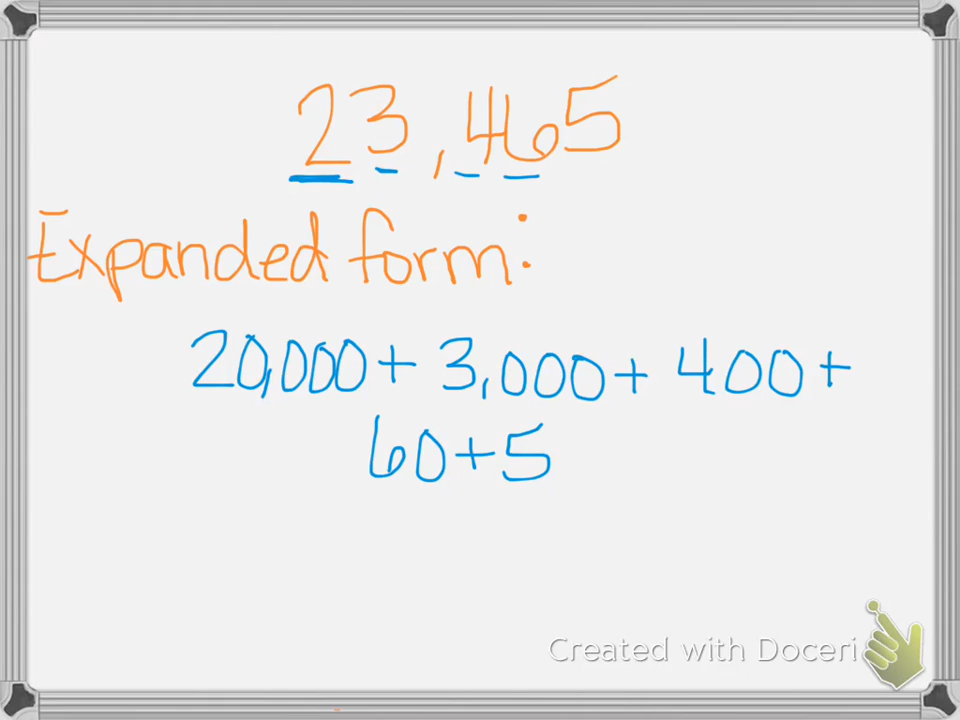 23,465
Expanded form:
20,000+ 3,000+ 400+
60+5
Created with Doceri